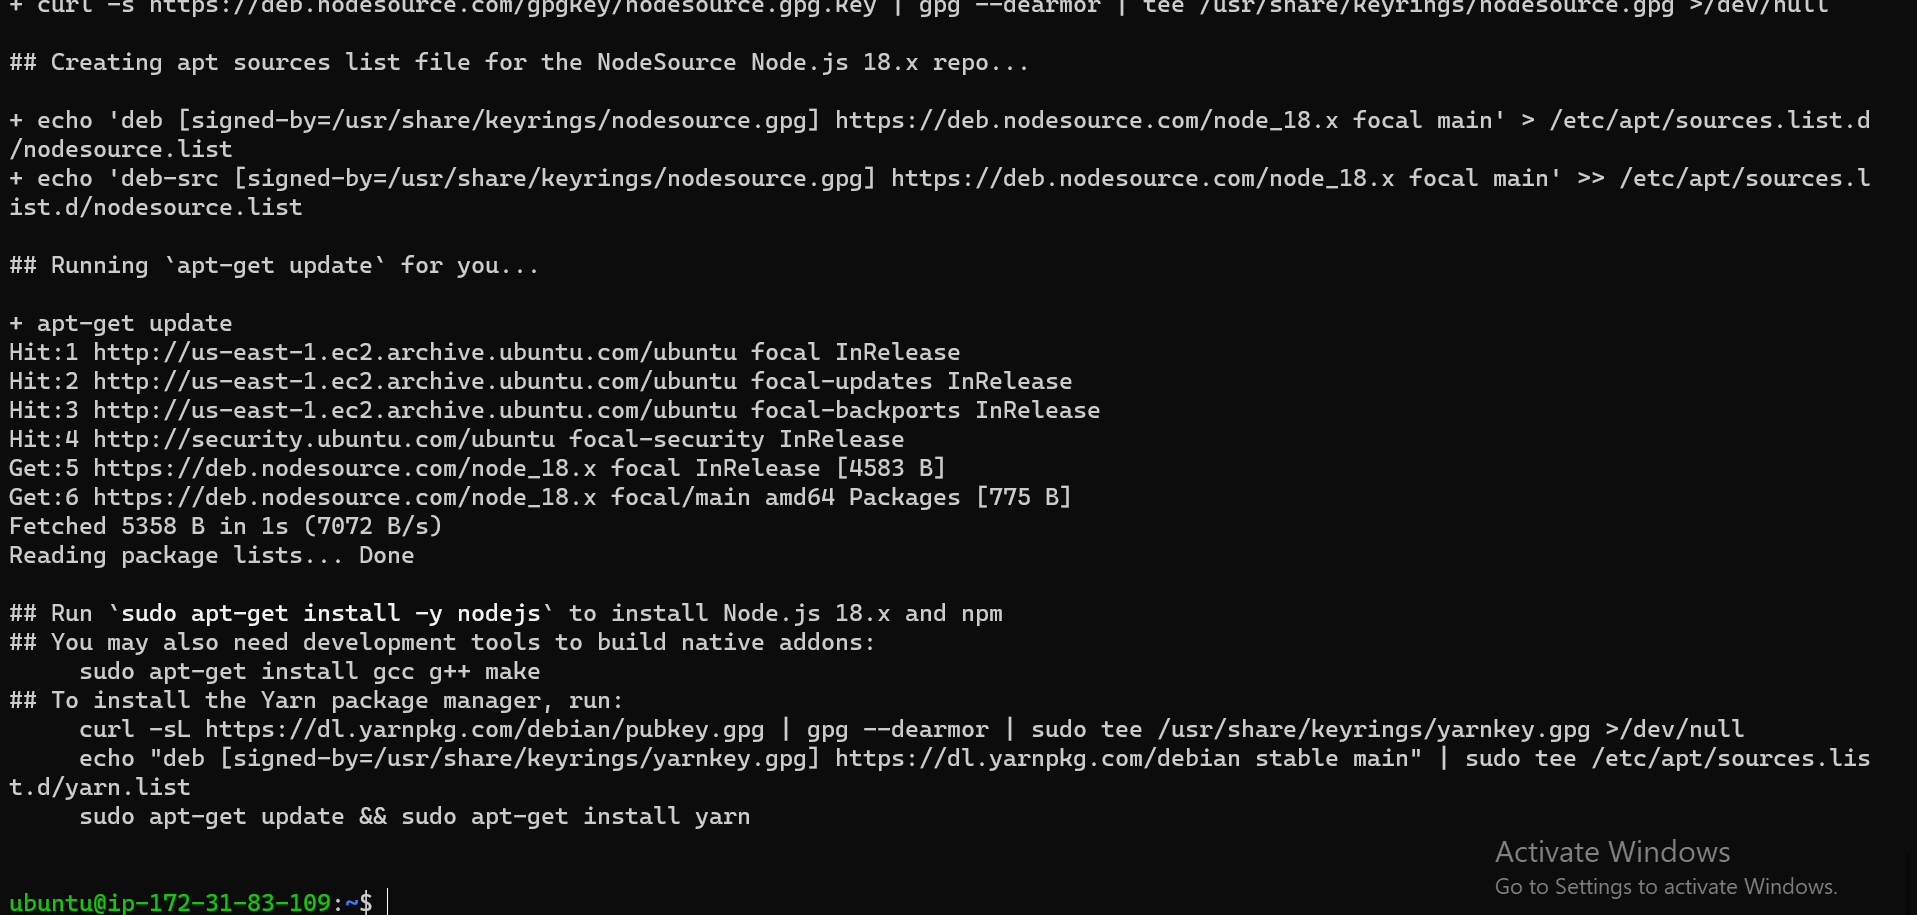 + curl -s https://deb.nodesource.com/gpgkey/nodesource.gpg.key | gpg --dearmor | tee /usr/share/keyrings/nodesource.gpg >/dev/null
## Creating apt sources list file for the NodeSource Node.js 18.x repo...
+ echo 'deb [signed-by=/usr/share/keyrings/nodesource.gpg] https://deb.nodesource.com/node_18.x focal main' > /etc/apt/sources.list.d
/nodesource.list
+ echo 'deb-src [signed-by=/usr/share/keyrings/nodesource.gpg] https://deb.nodesource.com/node_18.x focal main' >> /etc/apt/sources.l
ist.d/nodesource.list
## Running `apt-get update` for you...
+ apt-get update
Hit:1 http://us-east-1.ec2.archive.ubuntu.com/ubuntu focal InRelease
Hit:2 http://us-east-1.ec2.archive.ubuntu.com/ubuntu focal-updates InRelease
Hit:3 http://us-east-1.ec2.archive.ubuntu.com/ubuntu focal-backports InRelease
Hit:4 http://security.ubuntu.com/ubuntu focal-security InRelease
Get:5 https://deb.nodesource.com/node_18.x focal InRelease [4583 B]
Get:6 https://deb.nodesource.com/node_18.x focal/main amd64 Packages [775 B]
Fetched 5358 B in 1s (7072 B/s)
Reading package lists... Done
## Run `sudo apt-get install -y nodejs` to install Node.js 18.x and npm
## You may also need development tools to build native addons:
     sudo apt-get install gcc g++ make
## To install the Yarn package manager, run:
     curl -sL https://dl.yarnpkg.com/debian/pubkey.gpg | gpg --dearmor | sudo tee /usr/share/keyrings/yarnkey.gpg >/dev/null
     echo "deb [signed-by=/usr/share/keyrings/yarnkey.gpg] https://dl.yarnpkg.com/debian stable main" | sudo tee /etc/apt/sources.lis
t.d/yarn.list
     sudo apt-get update && sudo apt-get install yarn
Activate Windows
Go to Settings to activate Windows.
ubuntu@ip-172-31-83-109:~$